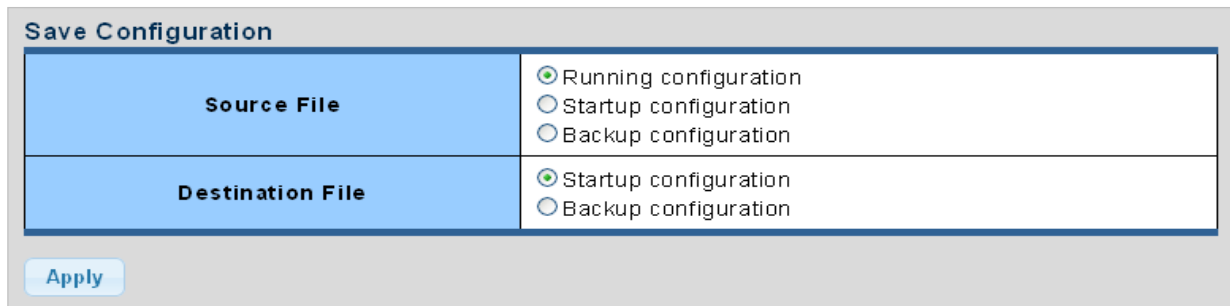 Save Configuration
Source File
Running configuration
Startup configuration
Backup configuration
Destination File
Startup configuration
Backup configuration
Apply